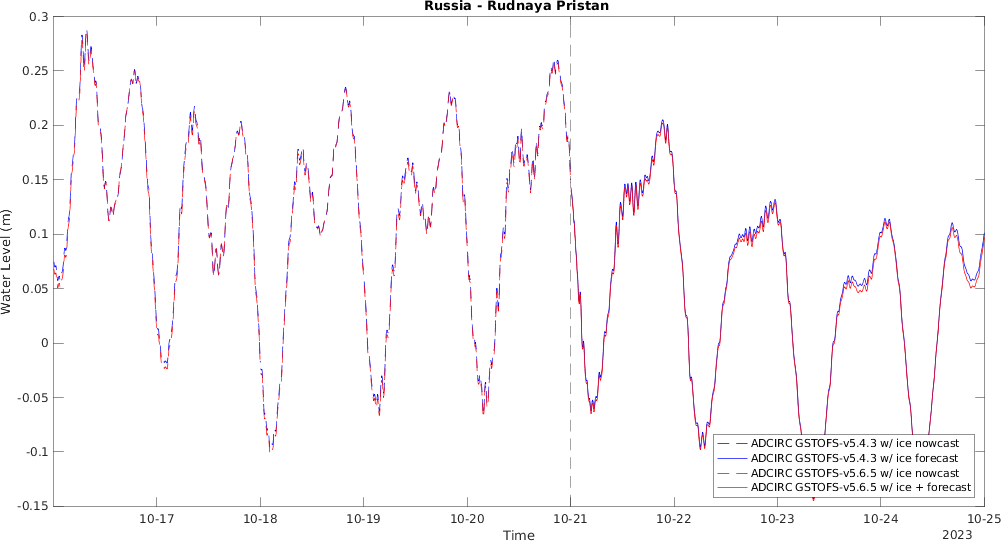 Russia - Rudnaya Pristan
0.3
0.25
0.2
0.15
0.1
0.05
0
-0.05
-0.1
-0.15
Water Level (m)
ADCIRC GSTOFS-v5.4.3 w/ ice nowcast
ADCIRC GSTOFS-v5.4.3 w/ ice forecast
ADCIRC GSTOFS-v5.6.5 w/ ice nowcast
ADCIRC GSTOFS-v5.6.5 w/ ice + forecast
10-17 10-18 10-19 10-20 10-21 10-22 10-23 10-24 10-25
Time
2023